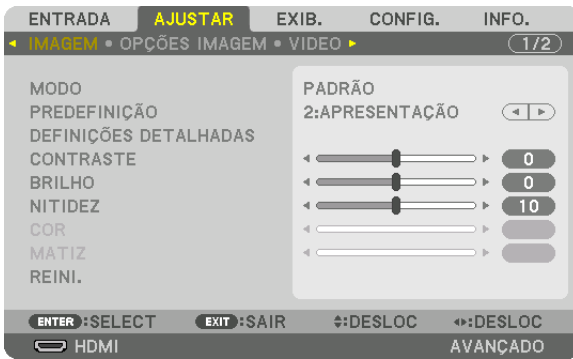 ENTRADA AJUSTAR EXIB. CONFIG. INFO.
IMAGEM • OPÇÕES IMAGEM • VIDEO 1/2
MODO PADRÃO
PREDEFINIÇÃO 2:APRESENTAÇÃO
DEFINIÇÕES DETALHADAS
CONTRASTE 0
BRILHO 0
NITIDEZ 10
COR
MATIZ
REINI.
ENTER :SELECT EXIT :SAIR :DESLOC :DESLOC
HDMI AVANÇADO